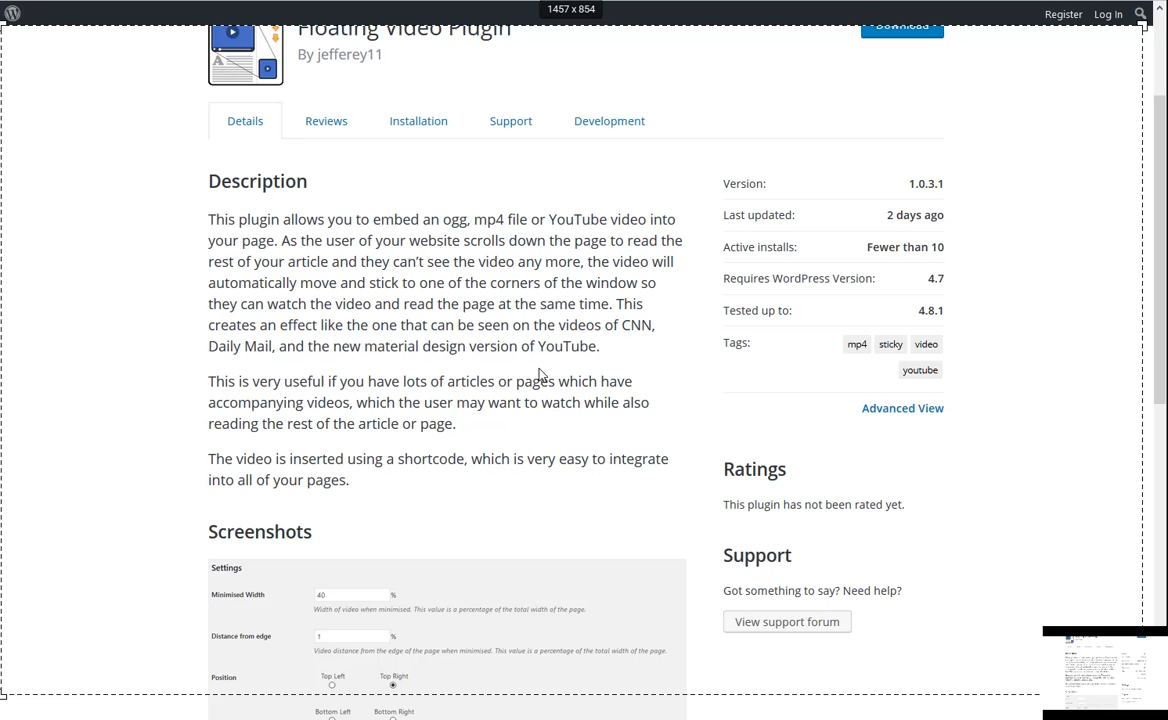 1457 x 854
Register Log In
Floating Video Plugin
Download
By jefferey11
Details Reviews Installation Support Development
Description
This plugin allows you to embed an ogg, mp4 file or YouTube video into
your page. As the user of your website scrolls down the page to read the
rest of your article and they can’t see the video any more, the video will
automatically move and stick to one of the corners of the window so
they can watch the video and read the page at the same time. This
creates an effect like the one that can be seen on the videos of CNN,
Daily Mail, and the new material design version of YouTube.
This is very useful if you have lots of articles or pages which have
accompanying videos, which the user may want to watch while also
reading the rest of the article or page.
The video is inserted using a shortcode, which is very easy to integrate
into all of your pages.
Screenshots
Settings
Minimised Width 40 %
Width of video when minimised. This value is a percentage of the total width of the page.
Distance from edge 1 %
Video distance from the edge of the page when minimised. This value is a percentage of the total width of the page.
Position Top Left Top Right
Bottom Left Bottom Right
Version: 1.0.3.1
Last updated: 2 days ago
Active installs: Fewer than 10
Requires WordPress Version: 4.7
Tested up to: 4.8.1
Tags: mp4 sticky video
youtube
Advanced View
Ratings
This plugin has not been rated yet.
Support
Got something to say? Need help?
View support forum